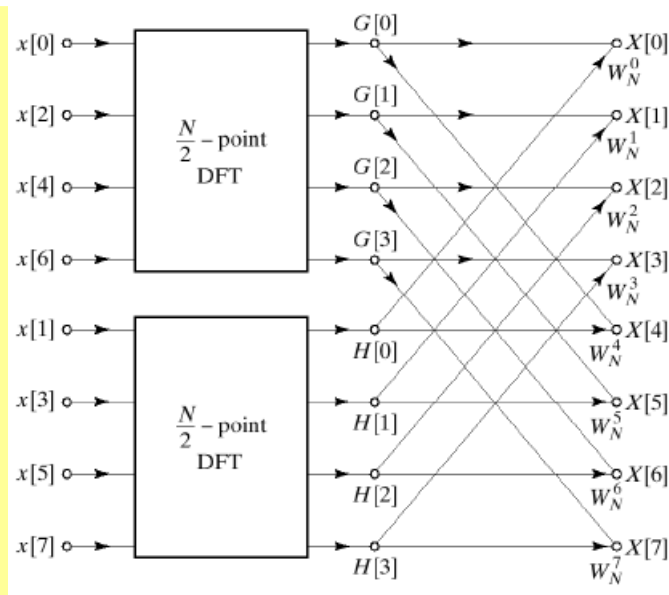 G[0]
x[0] X[0]
W_N^0
G[1]
x[2] X[1]
W_N^1
N/2 – point
DFT
G[2]
x[4] X[2]
W_N^2
G[3]
x[6] X[3]
W_N^3
x[1] X[4]
H[0] W_N^4
x[3] X[5]
H[1] W_N^5
N/2 – point
DFT
x[5] X[6]
H[2] W_N^6
x[7] X[7]
H[3] W_N^7